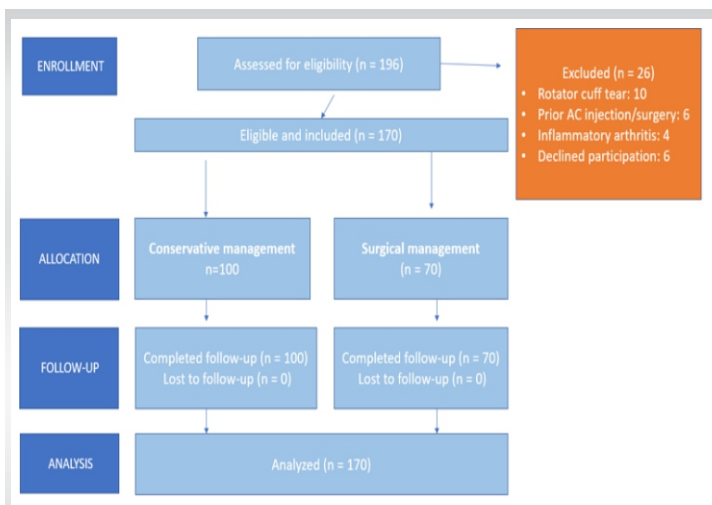 ENROLLMENT
Assessed for eligibility (n = 196)
Excluded (n = 26)
• Rotator cuff tear: 10
• Prior AC injection/surgery: 6
• Inflammatory arthritis: 4
• Declined participation: 6
Eligible and included (n = 170)
ALLOCATION
Conservative management
n=100
Surgical management
(n = 70)
FOLLOW-UP
Completed follow-up (n = 100)
Lost to follow-up (n = 0)
Completed follow-up (n = 70)
Lost to follow-up (n = 0)
ANALYSIS
Analyzed (n = 170)